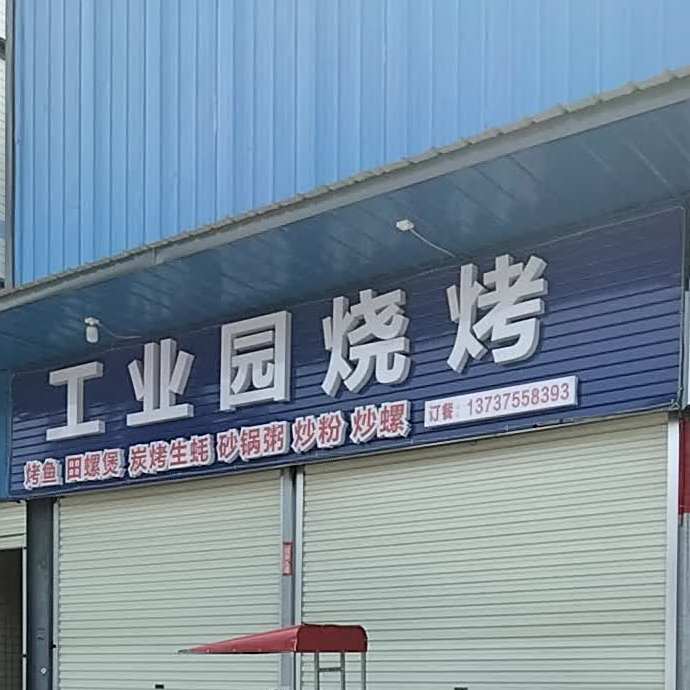 工业园烧烤
烤鱼 田螺煲 炭烤生蚝 砂锅粥 炒粉 炒螺
订餐：13737558393